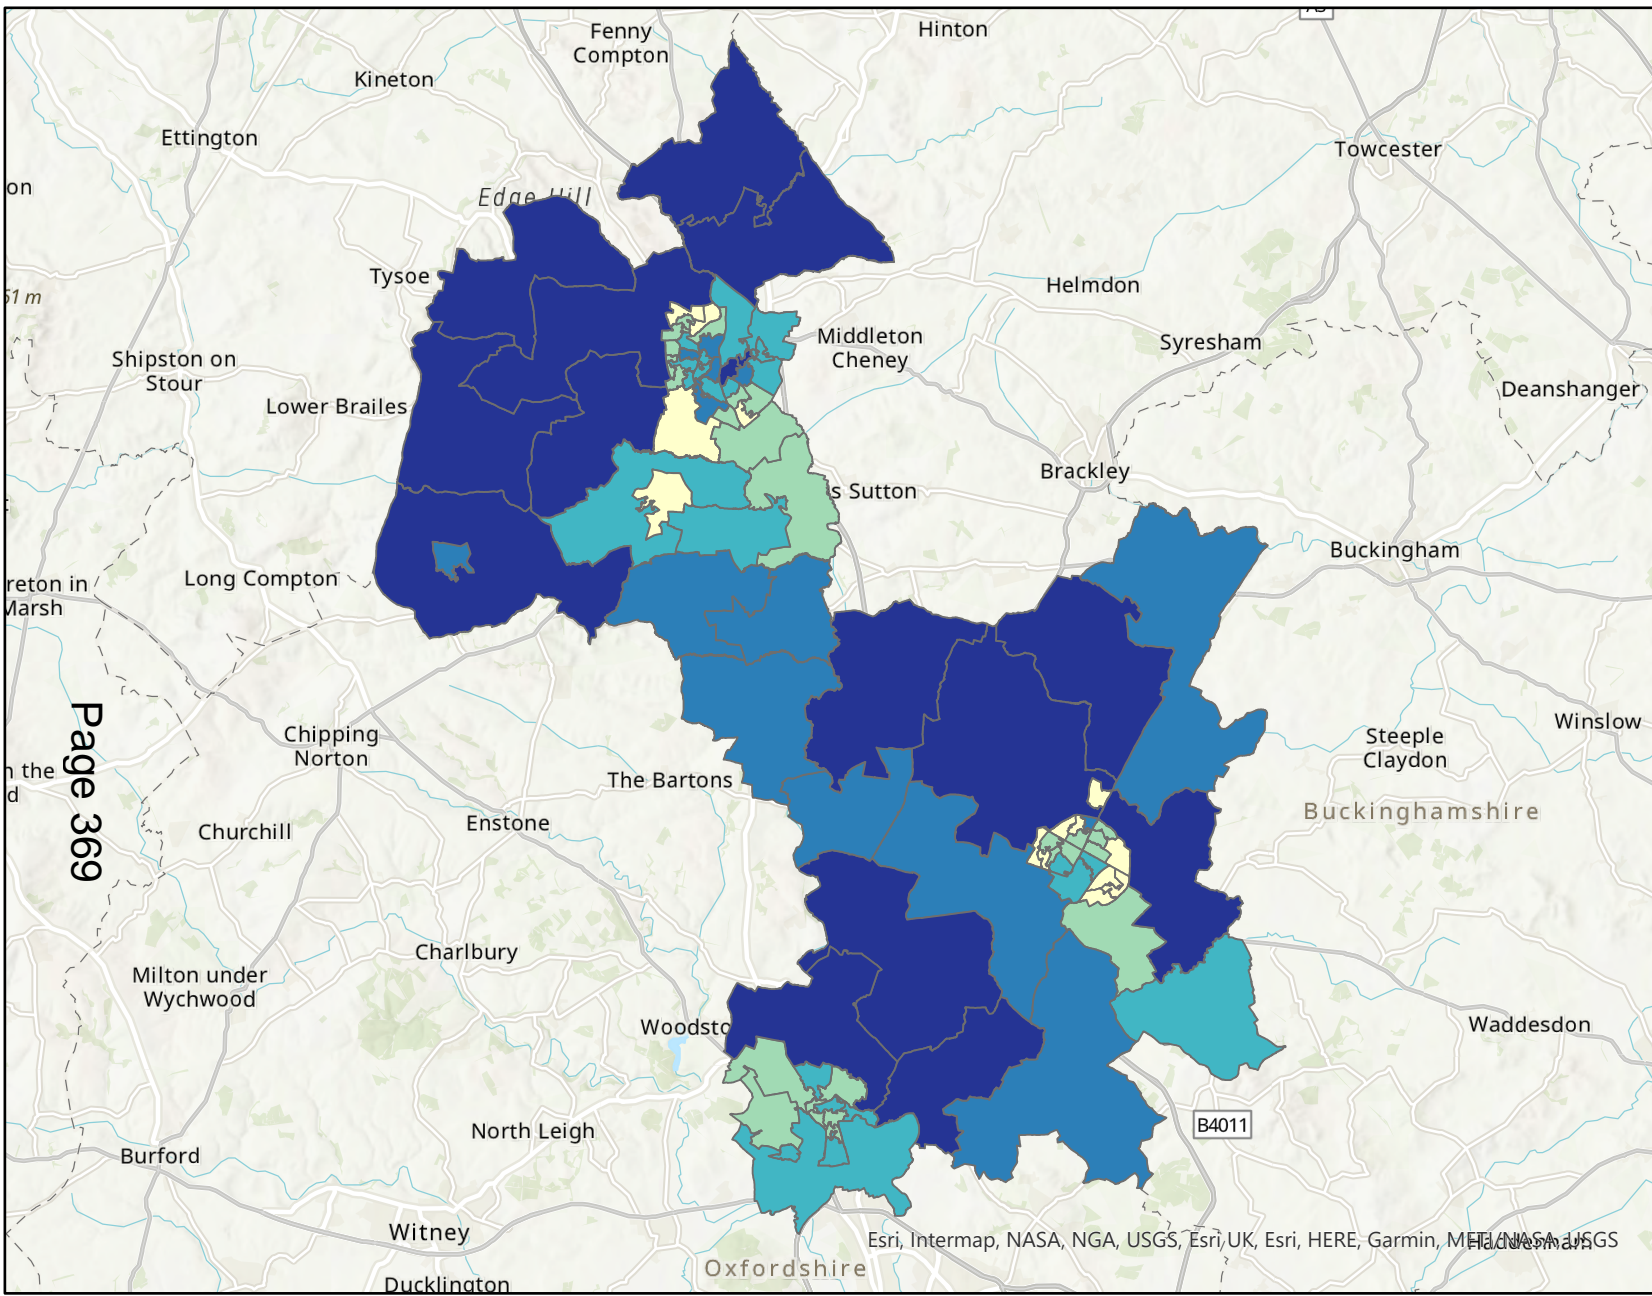 Fenny
Compton
Hinton
A5
Kineton
Ettington
Towcester
on
Edge Hill
Tysoe
51 m
Helmdon
Middleton
Cheney
Syresham
Shipston on
Stour
Deanshanger
Lower Brailes
Brackley
s Sutton
Buckingham
Long Compton
reton in
Marsh
Page 369
Winslow
Chipping
Norton
Steeple
Claydon
n the
d
The Bartons
Buckinghamshire
Churchill
Enstone
Charlbury
Milton under
Wychwood
Woodsto
Waddesdon
B4011
North Leigh
Burford
Witney
Esri, Intermap, NASA, NGA, USGS, Esri UK, Esri, HERE, Garmin, METI/NASA, USGS
Haddenham
Oxfordshire
Ducklington